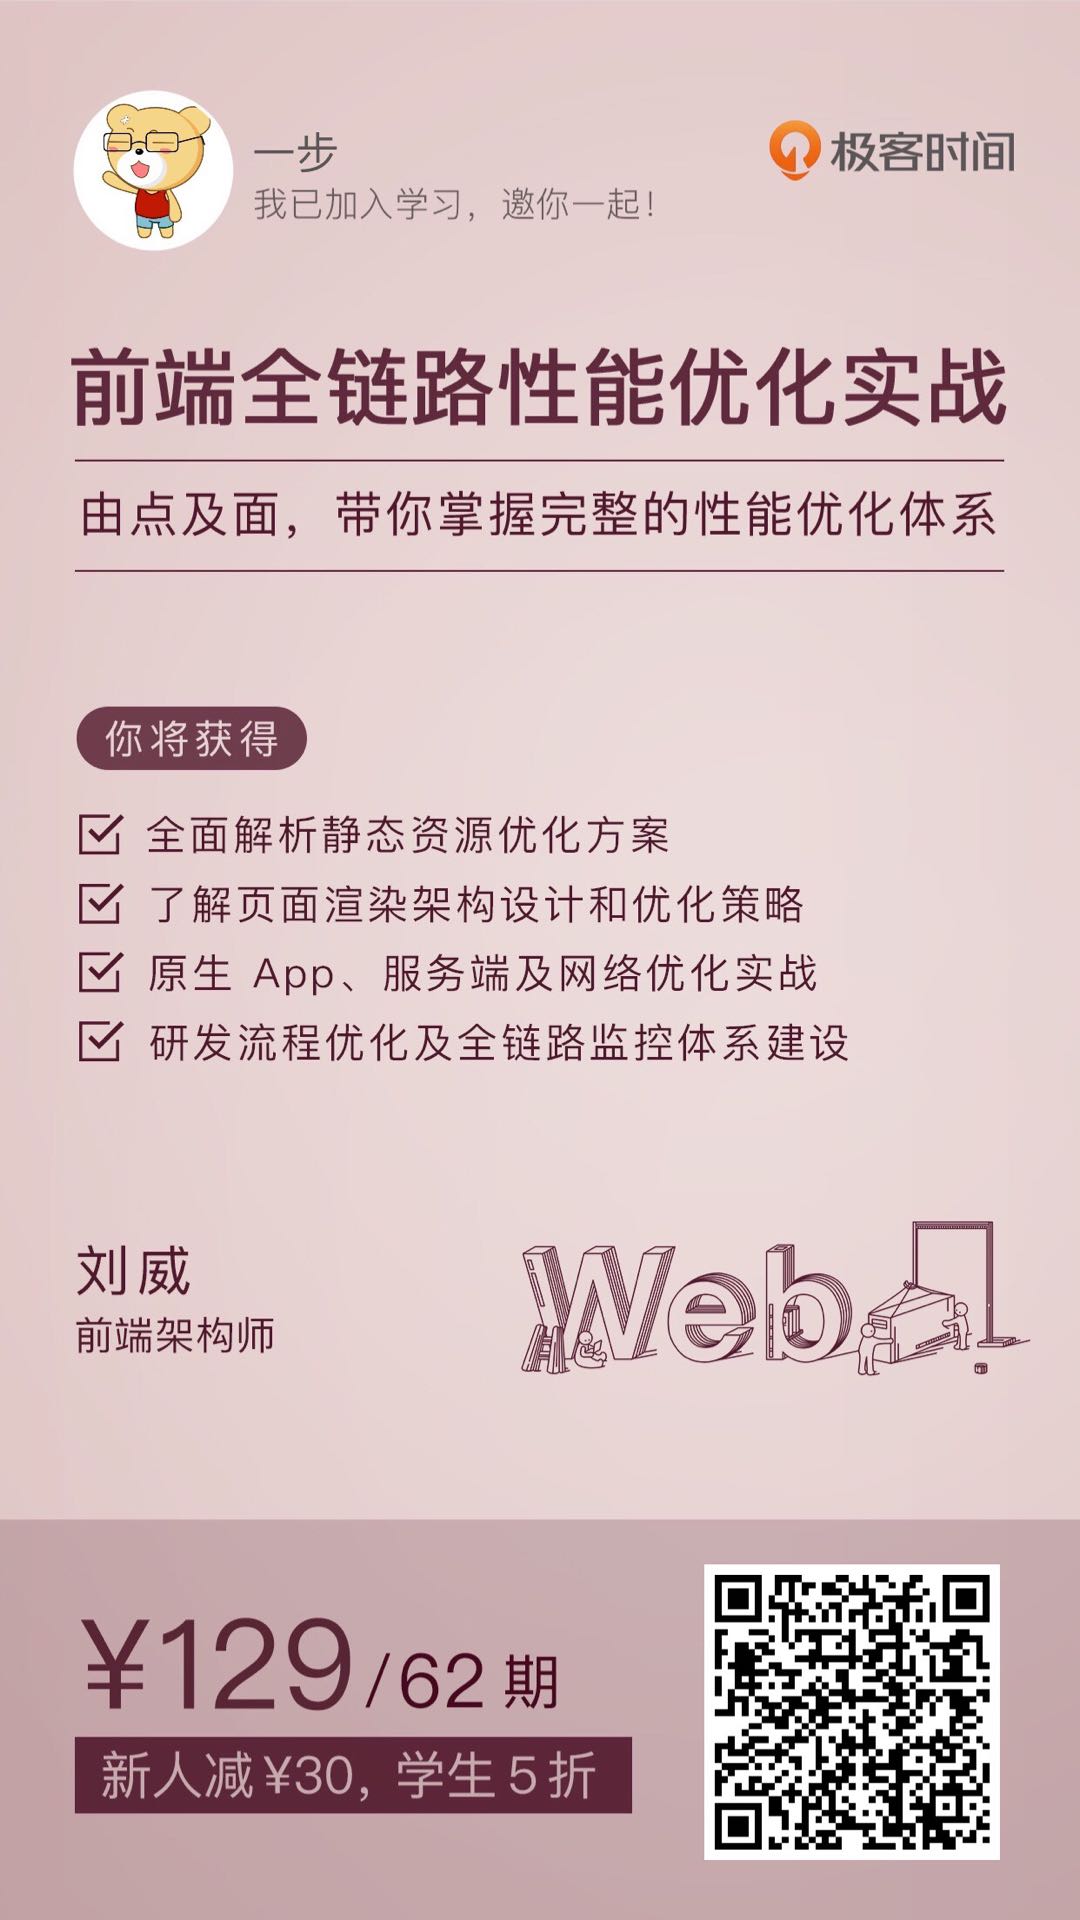 一步
我已加入学习，邀你一起！
极客时间
前端全链路性能优化实战
由点及面，带你掌握完整的性能优化体系
你将获得
全面解析静态资源优化方案
了解页面渲染架构设计和优化策略
原生 App、服务端及网络优化实战
研发流程优化及全链路监控体系建设
刘威
前端架构师
Web
¥129/62 期
新人减¥30，学生 5 折